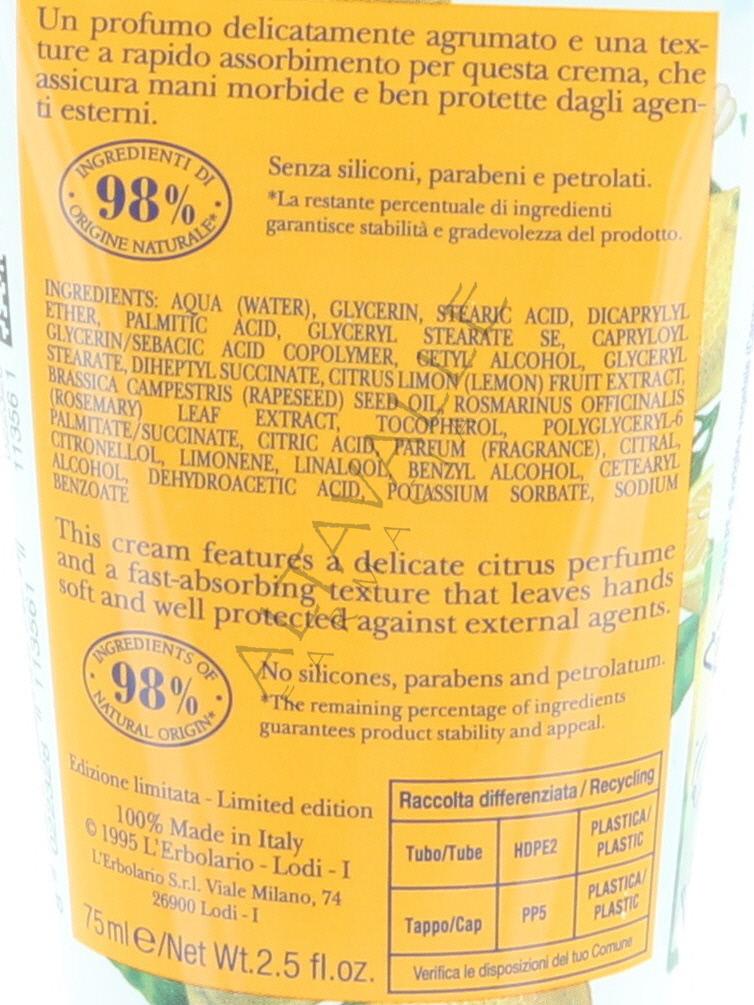 Un profumo delicatamente agrumato e una tex-
ture a rapido assorbimento per questa crema, che
assicura mani morbide e ben protette dagli agen-
ti esterni.
INGREDIENTI DI
98%
ORIGINE NATURALE*
Senza siliconi, parabeni e petrolati.
*La restante percentuale di ingredienti
garantisce stabilità e gradevolezza del prodotto.
INGREDIENTS: AQUA (WATER), GLYCERIN, STEARIC ACID, DICAPRYLYL
ETHER, PALMITIC ACID, GLYCERYL STEARATE SE, CAPRYLOYL
GLYCERIN/SEBACIC ACID COPOLYMER, CETYL ALCOHOL, GLYCERYL
STEARATE, DIHEPTYL SUCCINATE, CITRUS LIMON (LEMON) FRUIT EXTRACT,
BRASSICA CAMPESTRIS (RAPESEED) SEED OIL, ROSMARINUS OFFICINALIS
(ROSEMARY) LEAF EXTRACT, TOCOPHEROL, POLYGLYCERYL-6
PALMITATE/SUCCINATE, CITRIC ACID, PARFUM (FRAGRANCE), CITRAL,
CITRONELLOL, LIMONENE, LINALOOL, BENZYL ALCOHOL, CETEARYL
ALCOHOL, DEHYDROACETIC ACID, POTASSIUM SORBATE, SODIUM
BENZOATE
This cream features a delicate citrus perfume
and a fast-absorbing texture that leaves hands
soft and well protected against external agents.
INGREDIENTS OF
98%
NATURAL ORIGIN*
No silicones, parabens and petrolatum.
*The remaining percentage of ingredients
guarantees product stability and appeal.
Edizione limitata - Limited edition
100% Made in Italy
© 1995 L'Erbolario - Lodi - I
L'Erbolario S.r.l. Viale Milano, 74
26900 Lodi - I
75 ml e/Net Wt. 2.5 fl.oz.
Raccolta differenziata / Recycling
Tubo/Tube HDPE2 PLASTICA/
PLASTIC
Tappo/Cap PP5 PLASTICA/
PLASTIC
Verifica le disposizioni del tuo Comune
ALTAVALLE